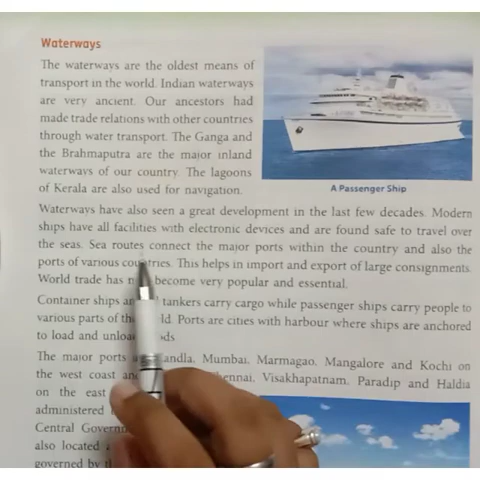 Waterways
The waterways are the oldest means of
transport in the world. Indian waterways
are very ancient. Our ancestors had
made trade relations with other countries
through water transport. The Ganga and
the Brahmaputra are the major inland
waterways of our country. The lagoons
of Kerala are also used for navigation.
A Passenger Ship
Waterways have also seen a great development in the last few decades. Modern
ships have all facilities with electronic devices and are found safe to travel over
the seas. Sea routes connect the major ports within the country and also the
ports of various countries. This helps in import and export of large consignments.
World trade has become very popular and essential.
Container ships tankers carry cargo while passenger ships carry people to
various parts of Ports are cities with harbour where ships are anchored
to load and
The major ports Mumbai, Marmagao, Mangalore and Kochi on
the west coast Visakhapatnam, Paradip and Haldia
on the east
administered
Central
also located
governed by